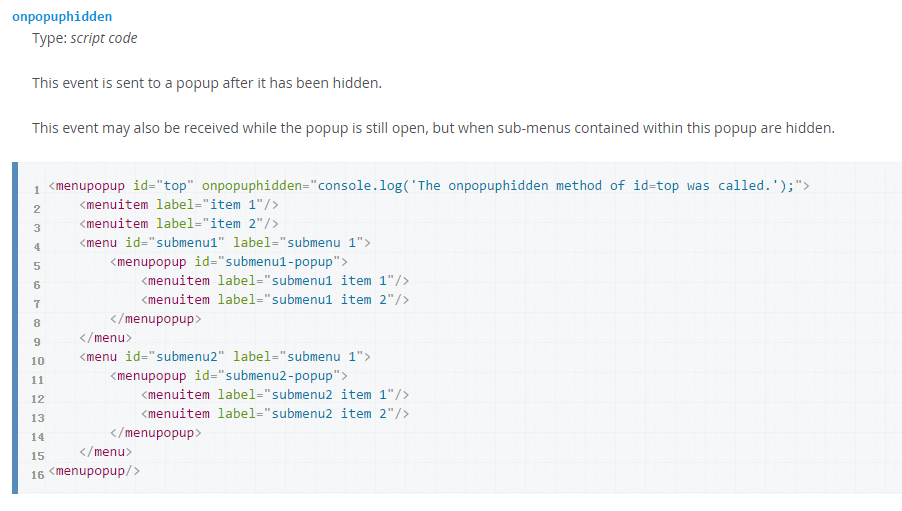 onpopuphidden
Type: script code
This event is sent to a popup after it has been hidden.
This event may also be received while the popup is still open, but when sub-menus contained within this popup are hidden.
1 <menupopup id="top" onpopuphidden="console.log('The onpopuphidden method of id=top was called.');">
2     <menuitem label="item 1"/>
3     <menuitem label="item 2"/>
4     <menu id="submenu1" label="submenu 1">
5         <menupopup id="submenu1-popup">
6             <menuitem label="submenu1 item 1"/>
7             <menuitem label="submenu1 item 2"/>
8         </menupopup>
9     </menu>
10     <menu id="submenu2" label="submenu 1">
11         <menupopup id="submenu2-popup">
12             <menuitem label="submenu2 item 1"/>
13             <menuitem label="submenu2 item 2"/>
14         </menupopup>
15     </menu>
16 <menupopup/>